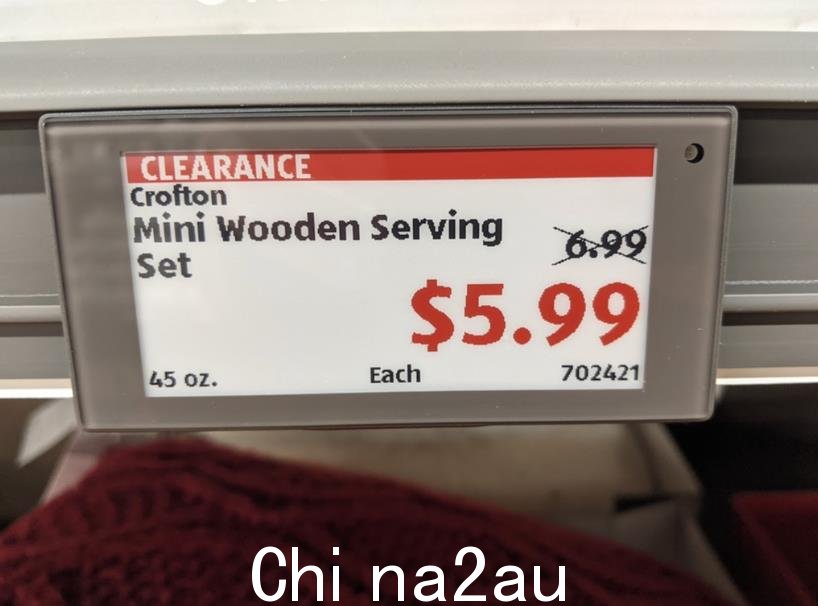 CLEARANCE
Crofton
Mini Wooden Serving
Set
6.99
$5.99
45 oz.
Each
702421
Chi na2au